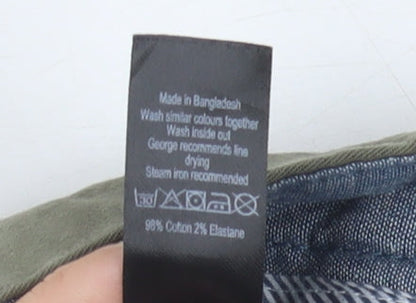 Made in Bangladesh
Wash similar colours together
Wash inside out
George recommends line
drying
Steam iron recommended
30
98% Cotton 2% Elastane